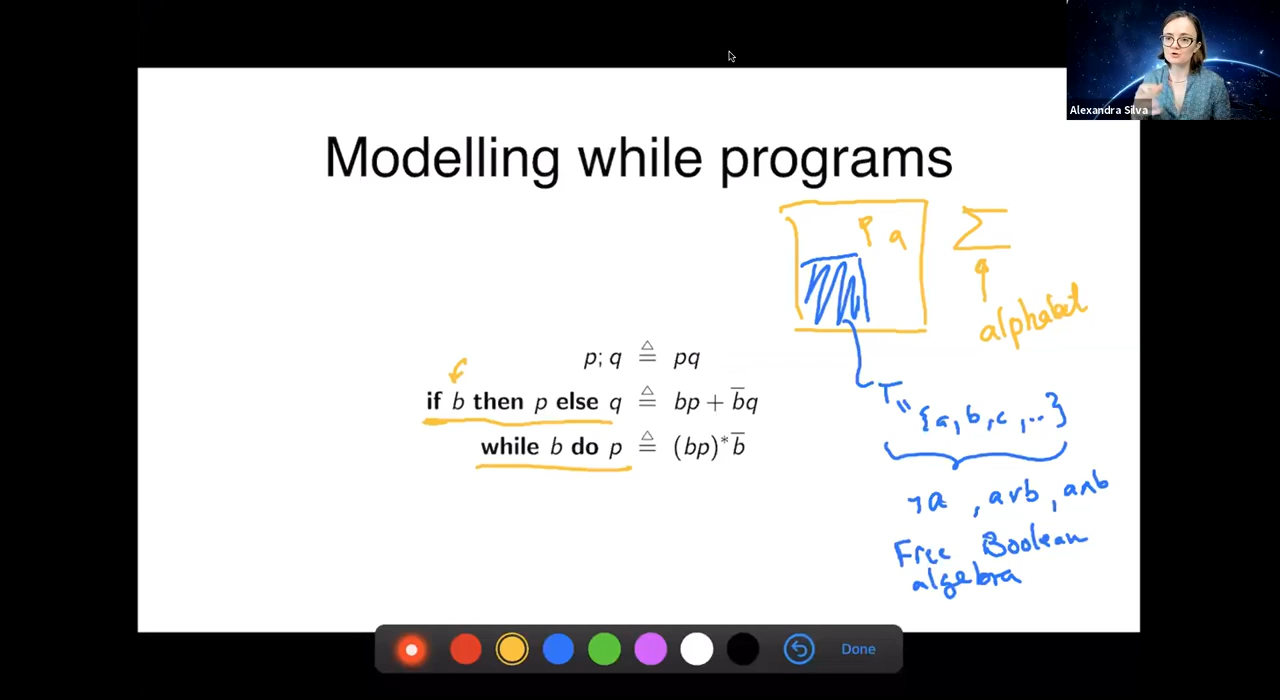 Alexandra Silva
Modelling while programs
p q
Σ
alphabet
p; q ≜ pq
if b then p else q ≜ bp + b̅q
while b do p ≜ (bp)*b̅
T = {a, b, c, ...}
¬a , a∨b , a∧b
Free Boolean
algebra
Done